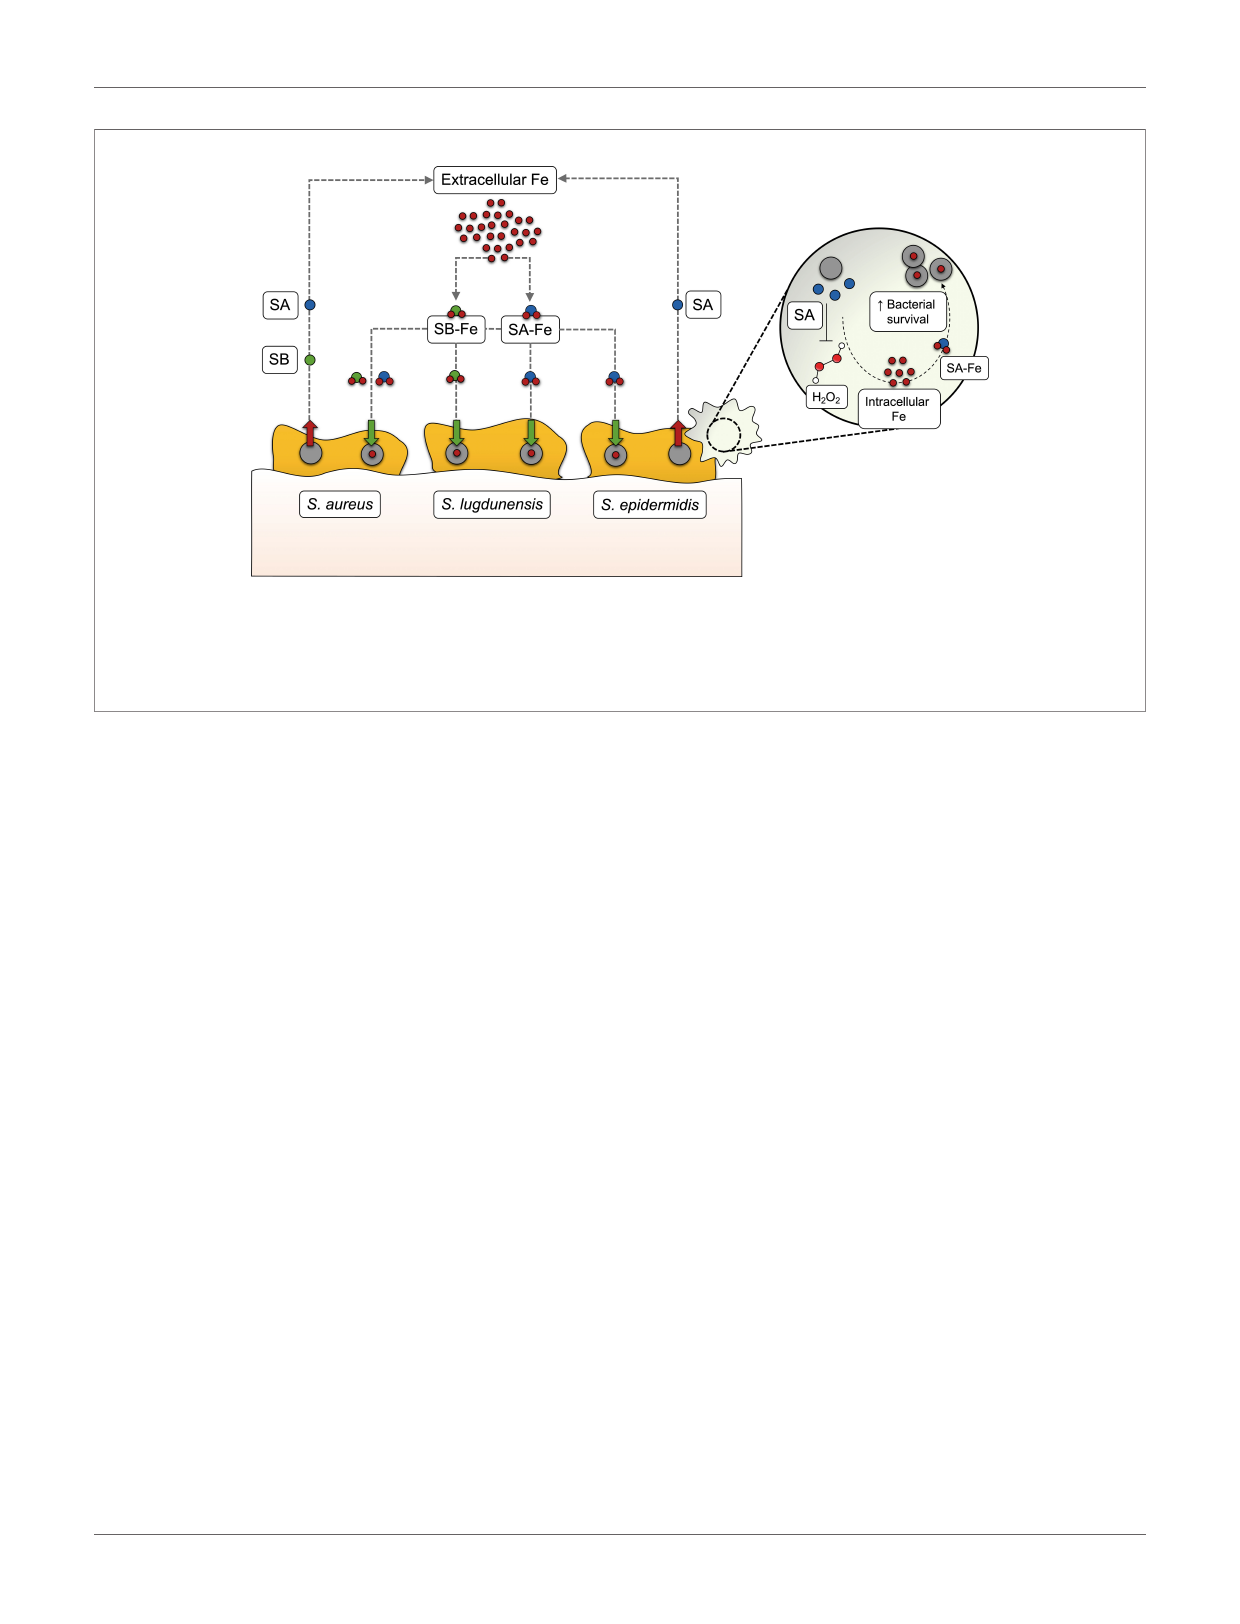 Extracellular Fe
SA
SB
SB-Fe
SA-Fe
SA
S. aureus
S. lugdunensis
S. epidermidis
SA
↑ Bacterial
survival
SA-Fe
H₂O₂
Intracellular
Fe